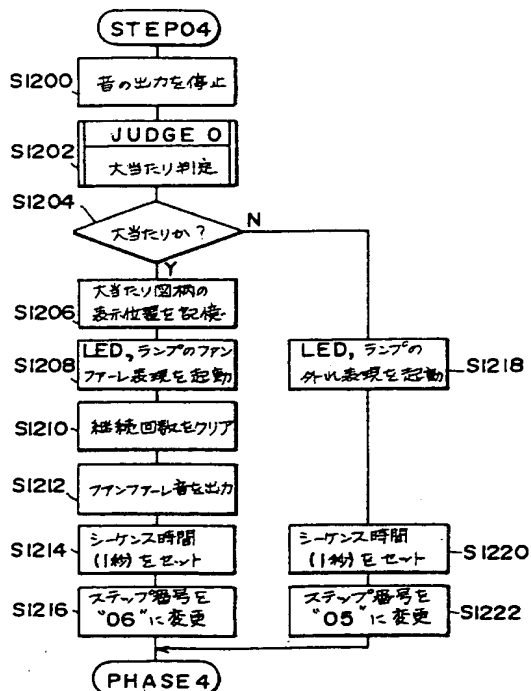 STEP04
S1200
音の出力を停止
S1202
JUDGE 0
大当たり判定
S1204
大当たりか?
N
Y
S1206
大当たり図柄の
表示位置を記憶
S1208
LED,ランプのファン
ファーレ表現を起動
S1218
LED,ランプの
外れ表現を起動
S1210
継続回数をクリア
S1212
ファンファーレ音を出力
S1214
シーケンス時間
(1秒)をセット
S1220
シーケンス時間
(1秒)をセット
S1216
ステップ番号を
"06"に変更
S1222
ステップ番号を
"05"に変更
PHASE4